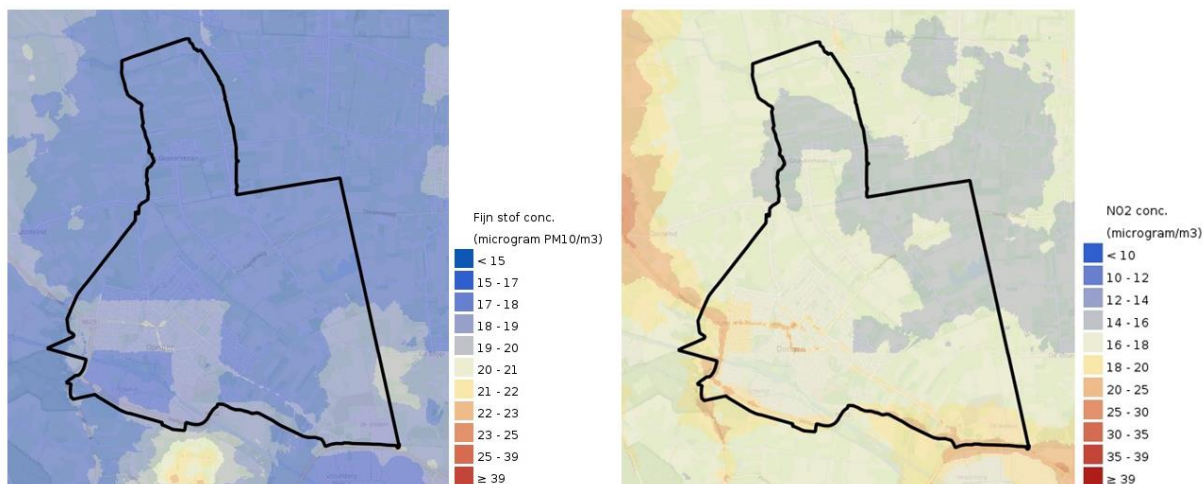 Fijn stof conc.
(microgram PM10/m3)
< 15
15 - 17
17 - 18
18 - 19
19 - 20
20 - 21
21 - 22
22 - 23
23 - 25
25 - 39
≥ 39
NO2 conc.
(microgram/m3)
< 10
10 - 12
12 - 14
14 - 16
16 - 18
18 - 20
20 - 25
25 - 30
30 - 35
35 - 39
≥ 39